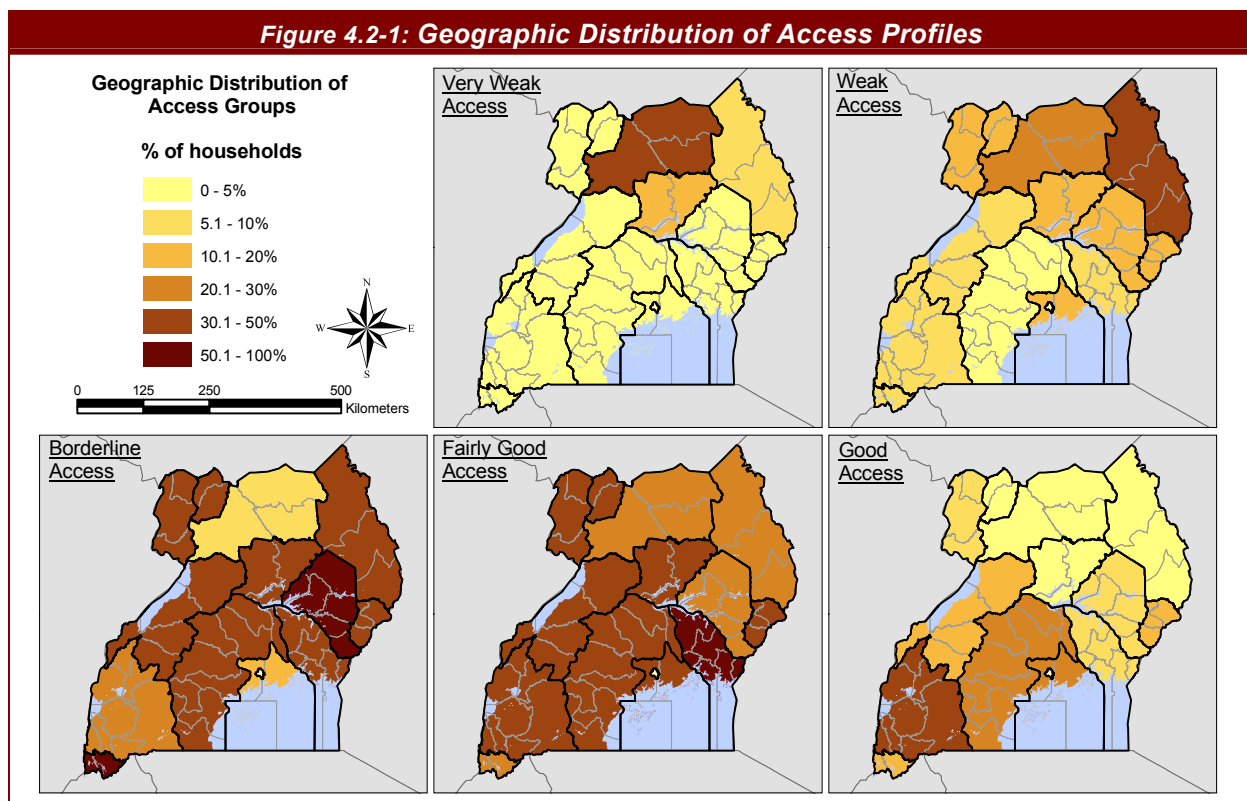 Figure 4.2-1: Geographic Distribution of Access Profiles
Geographic Distribution of
Access Groups
% of households
0 - 5%
5.1 - 10%
10.1 - 20%
20.1 - 30%
30.1 - 50%
50.1 - 100%
N
W
E
S
0 125 250 500
Kilometers
Very Weak
Access
Weak
Access
Borderline
Access
Fairly Good
Access
Good
Access